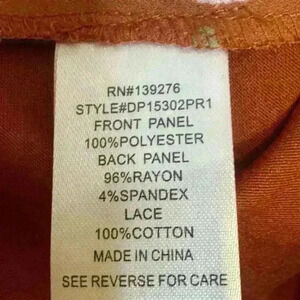 RN#139276
STYLE#DP15302PR1
FRONT PANEL
100%POLYESTER
BACK PANEL
96%RAYON
4%SPANDEX
LACE
100%COTTON
MADE IN CHINA
SEE REVERSE FOR CARE